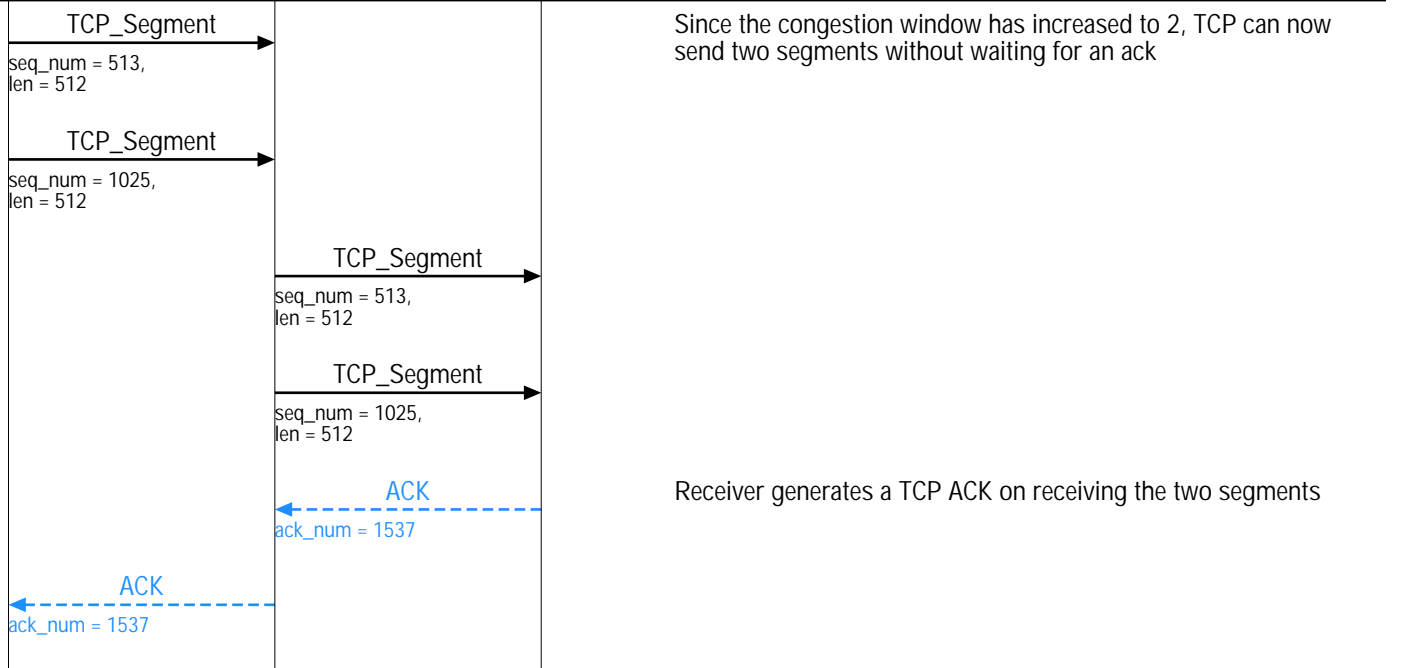 TCP_Segment
Since the congestion window has increased to 2, TCP can now
send two segments without waiting for an ack
seq_num = 513,
len = 512
TCP_Segment
seq_num = 1025,
len = 512
TCP_Segment
seq_num = 513,
len = 512
TCP_Segment
seq_num = 1025,
len = 512
ACK
Receiver generates a TCP ACK on receiving the two segments
ack_num = 1537
ACK
ack_num = 1537